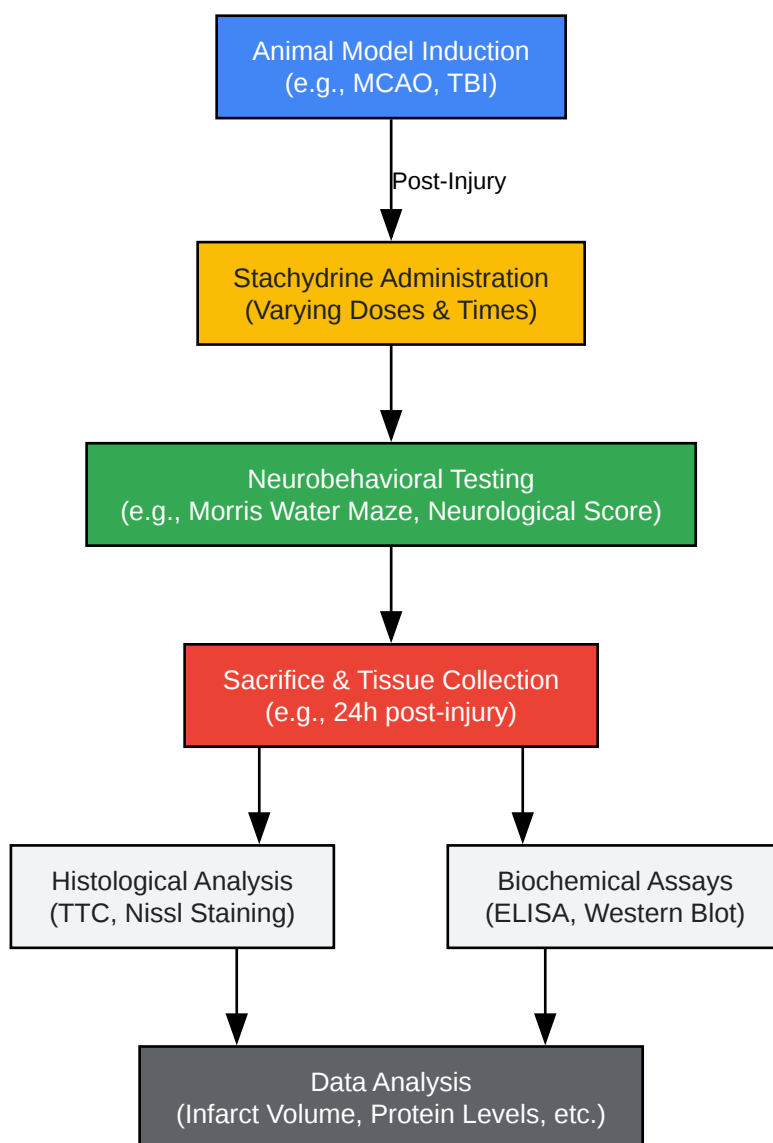 Animal Model Induction
(e.g., MCAO, TBI)
Post-Injury
Stachydrine Administration
(Varying Doses & Times)
Neurobehavioral Testing
(e.g., Morris Water Maze, Neurological Score)
Sacrifice & Tissue Collection
(e.g., 24h post-injury)
Histological Analysis
(TTC, Nissl Staining)
Biochemical Assays
(ELISA, Western Blot)
Data Analysis
(Infarct Volume, Protein Levels, etc.)